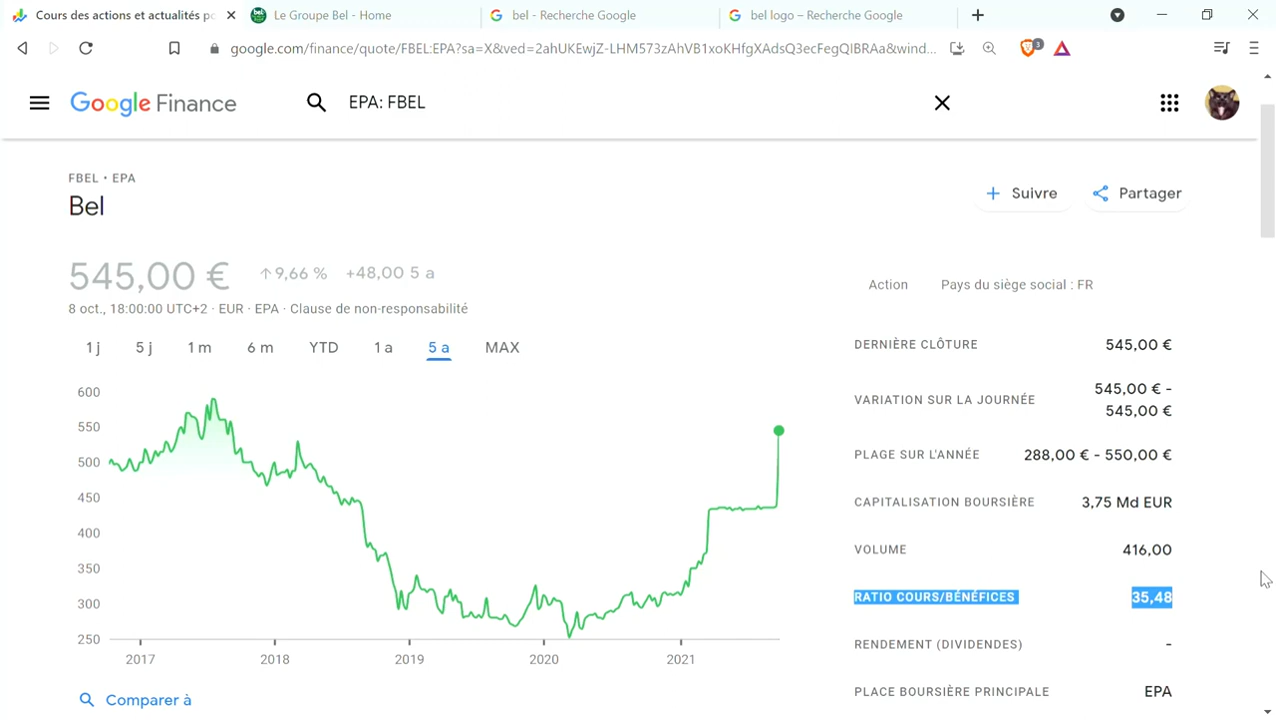 Cours des actions et actualités po
Le Groupe Bel - Home
bel - Recherche Google
bel logo – Recherche Google
google.com/finance/quote/FBEL:EPA?sa=X&ved=2ahUKEwjZ-LHM573zAhVB1xoKHfgXAdsQ3ecFegQIBRAa&wind...
3
Google Finance
EPA: FBEL
FBEL • EPA
Bel
Suivre
Partager
545,00 €
↑ 9,66 %
+48,00 5 a
8 oct., 18:00:00 UTC+2 · EUR · EPA · Clause de non-responsabilité
Action
Pays du siège social : FR
1 j 5 j 1 m 6 m YTD 1 a 5 a MAX
DERNIÈRE CLÔTURE 545,00 €
VARIATION SUR LA JOURNÉE 545,00 € -
545,00 €
PLAGE SUR L'ANNÉE 288,00 € - 550,00 €
CAPITALISATION BOURSIÈRE 3,75 Md EUR
VOLUME 416,00
RATIO COURS/BÉNÉFICES 35,48
RENDEMENT (DIVIDENDES) -
PLACE BOURSIÈRE PRINCIPALE EPA
600
550
500
450
400
350
300
250
2017 2018 2019 2020 2021
Comparer à